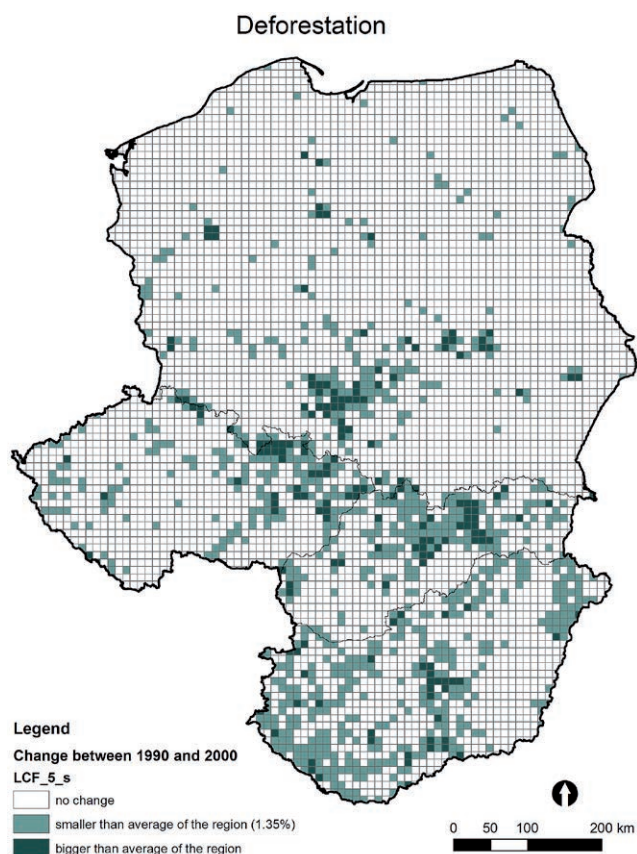 Deforestation
Legend
Change between 1990 and 2000
LCF_5_s
no change
smaller than average of the region (1.35%)
bigger than average of the region
0 50 100 200 km